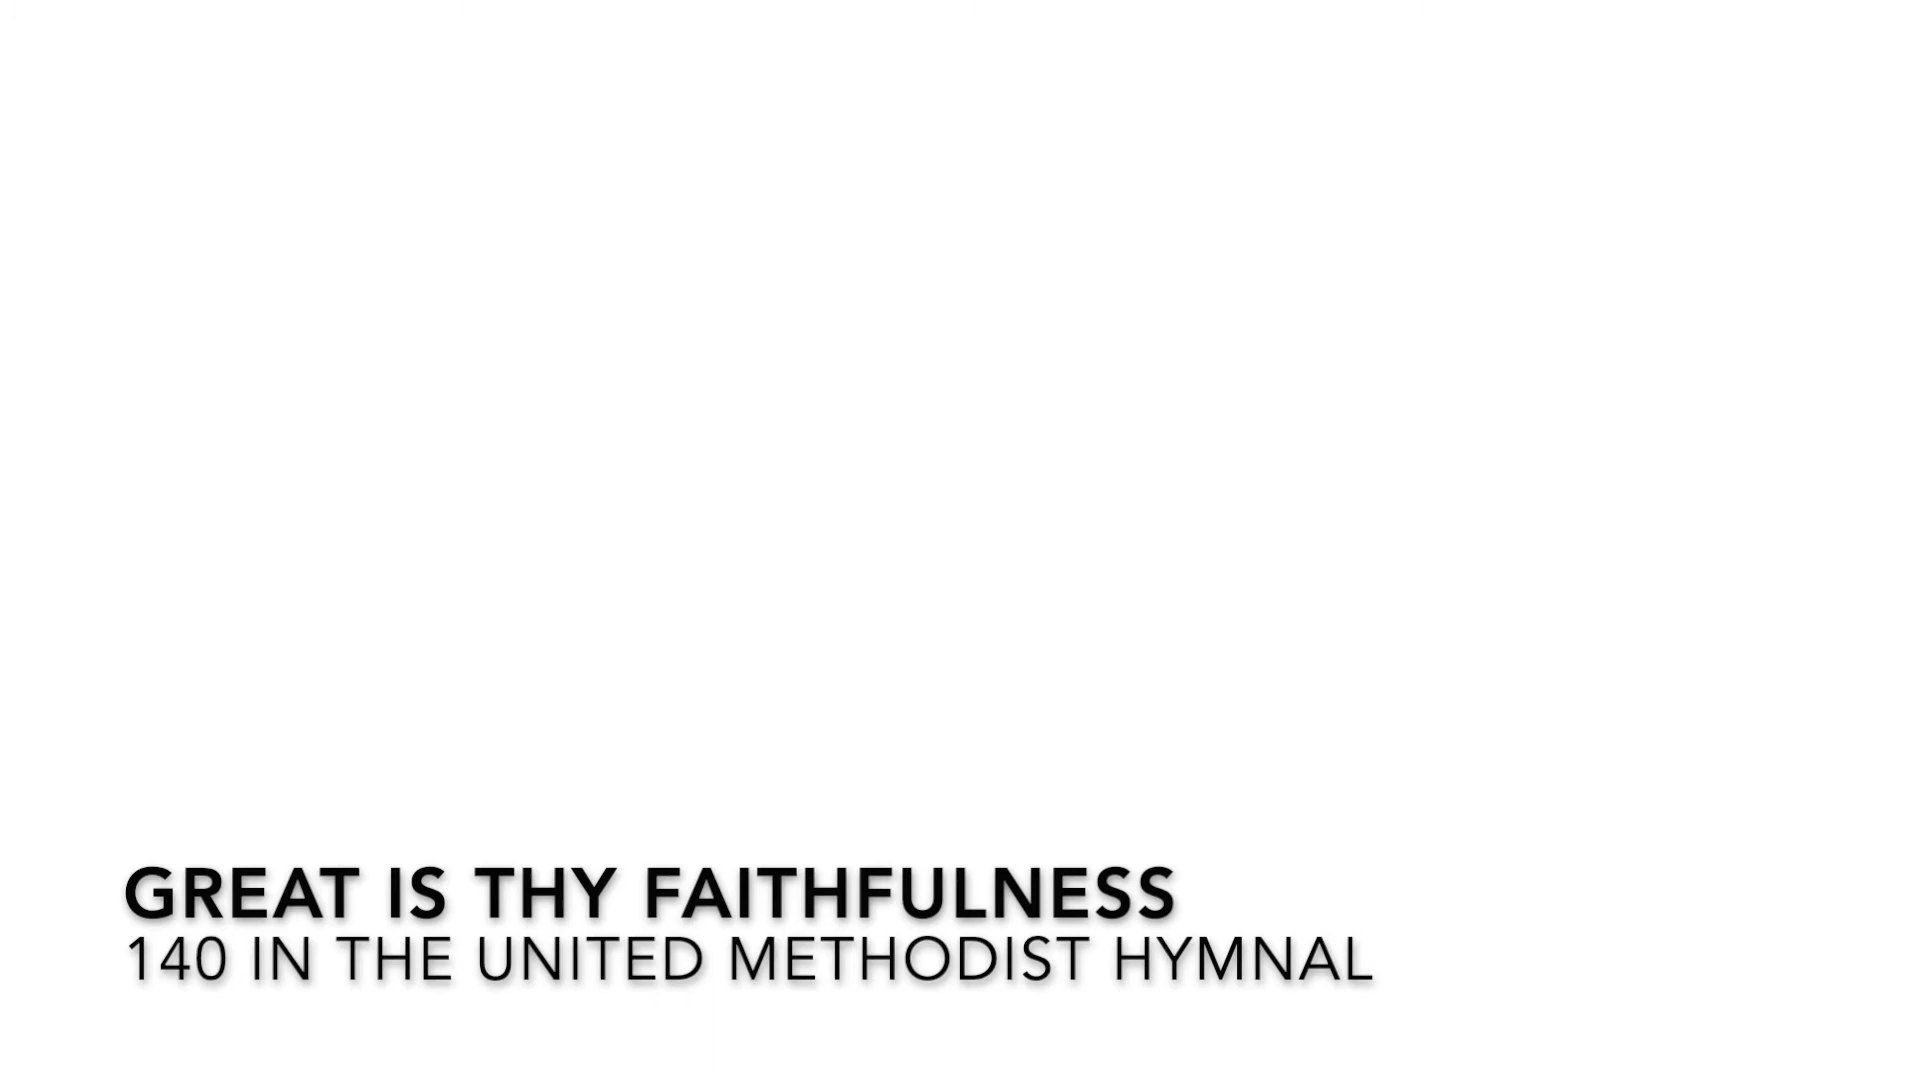 GREAT IS THY FAITHFULNESS
140 IN THE UNITED METHODIST HYMNAL